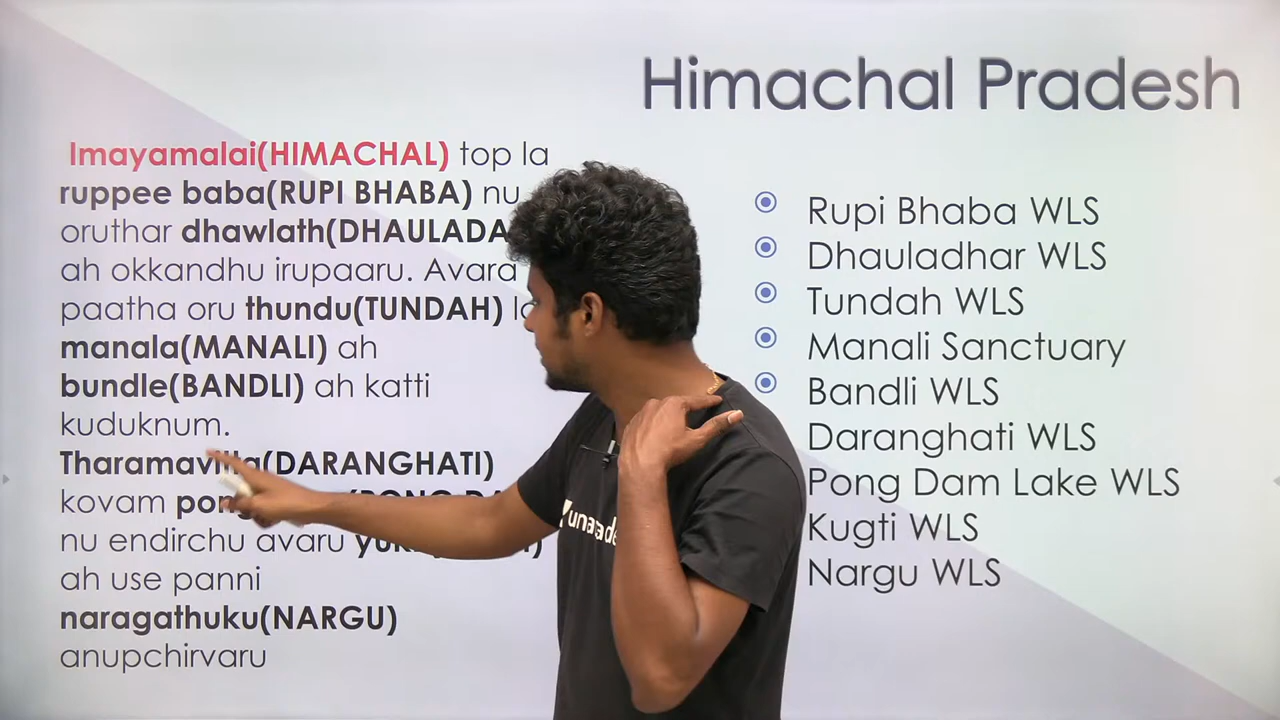 Himachal Pradesh
Imayamalai(HIMACHAL) top la
ruppee baba(RUPI BHABA) nu
oruthar dhawlath(DHAULADA
ah okkandhu irupaaru. Avara
paatha oru thundu(TUNDAH)
manala(MANALI) ah
bundle(BANDLI) ah katti
kuduknum.
(DARANGHATI)
kovam
nu endirchu avaru
ah use panni
naragathuku(NARGU)
anupchirvaru
Rupi Bhaba WLS
Dhauladhar WLS
Tundah WLS
Manali Sanctuary
Bandli WLS
Daranghati WLS
Pong Dam Lake WLS
Kugti WLS
Nargu WLS